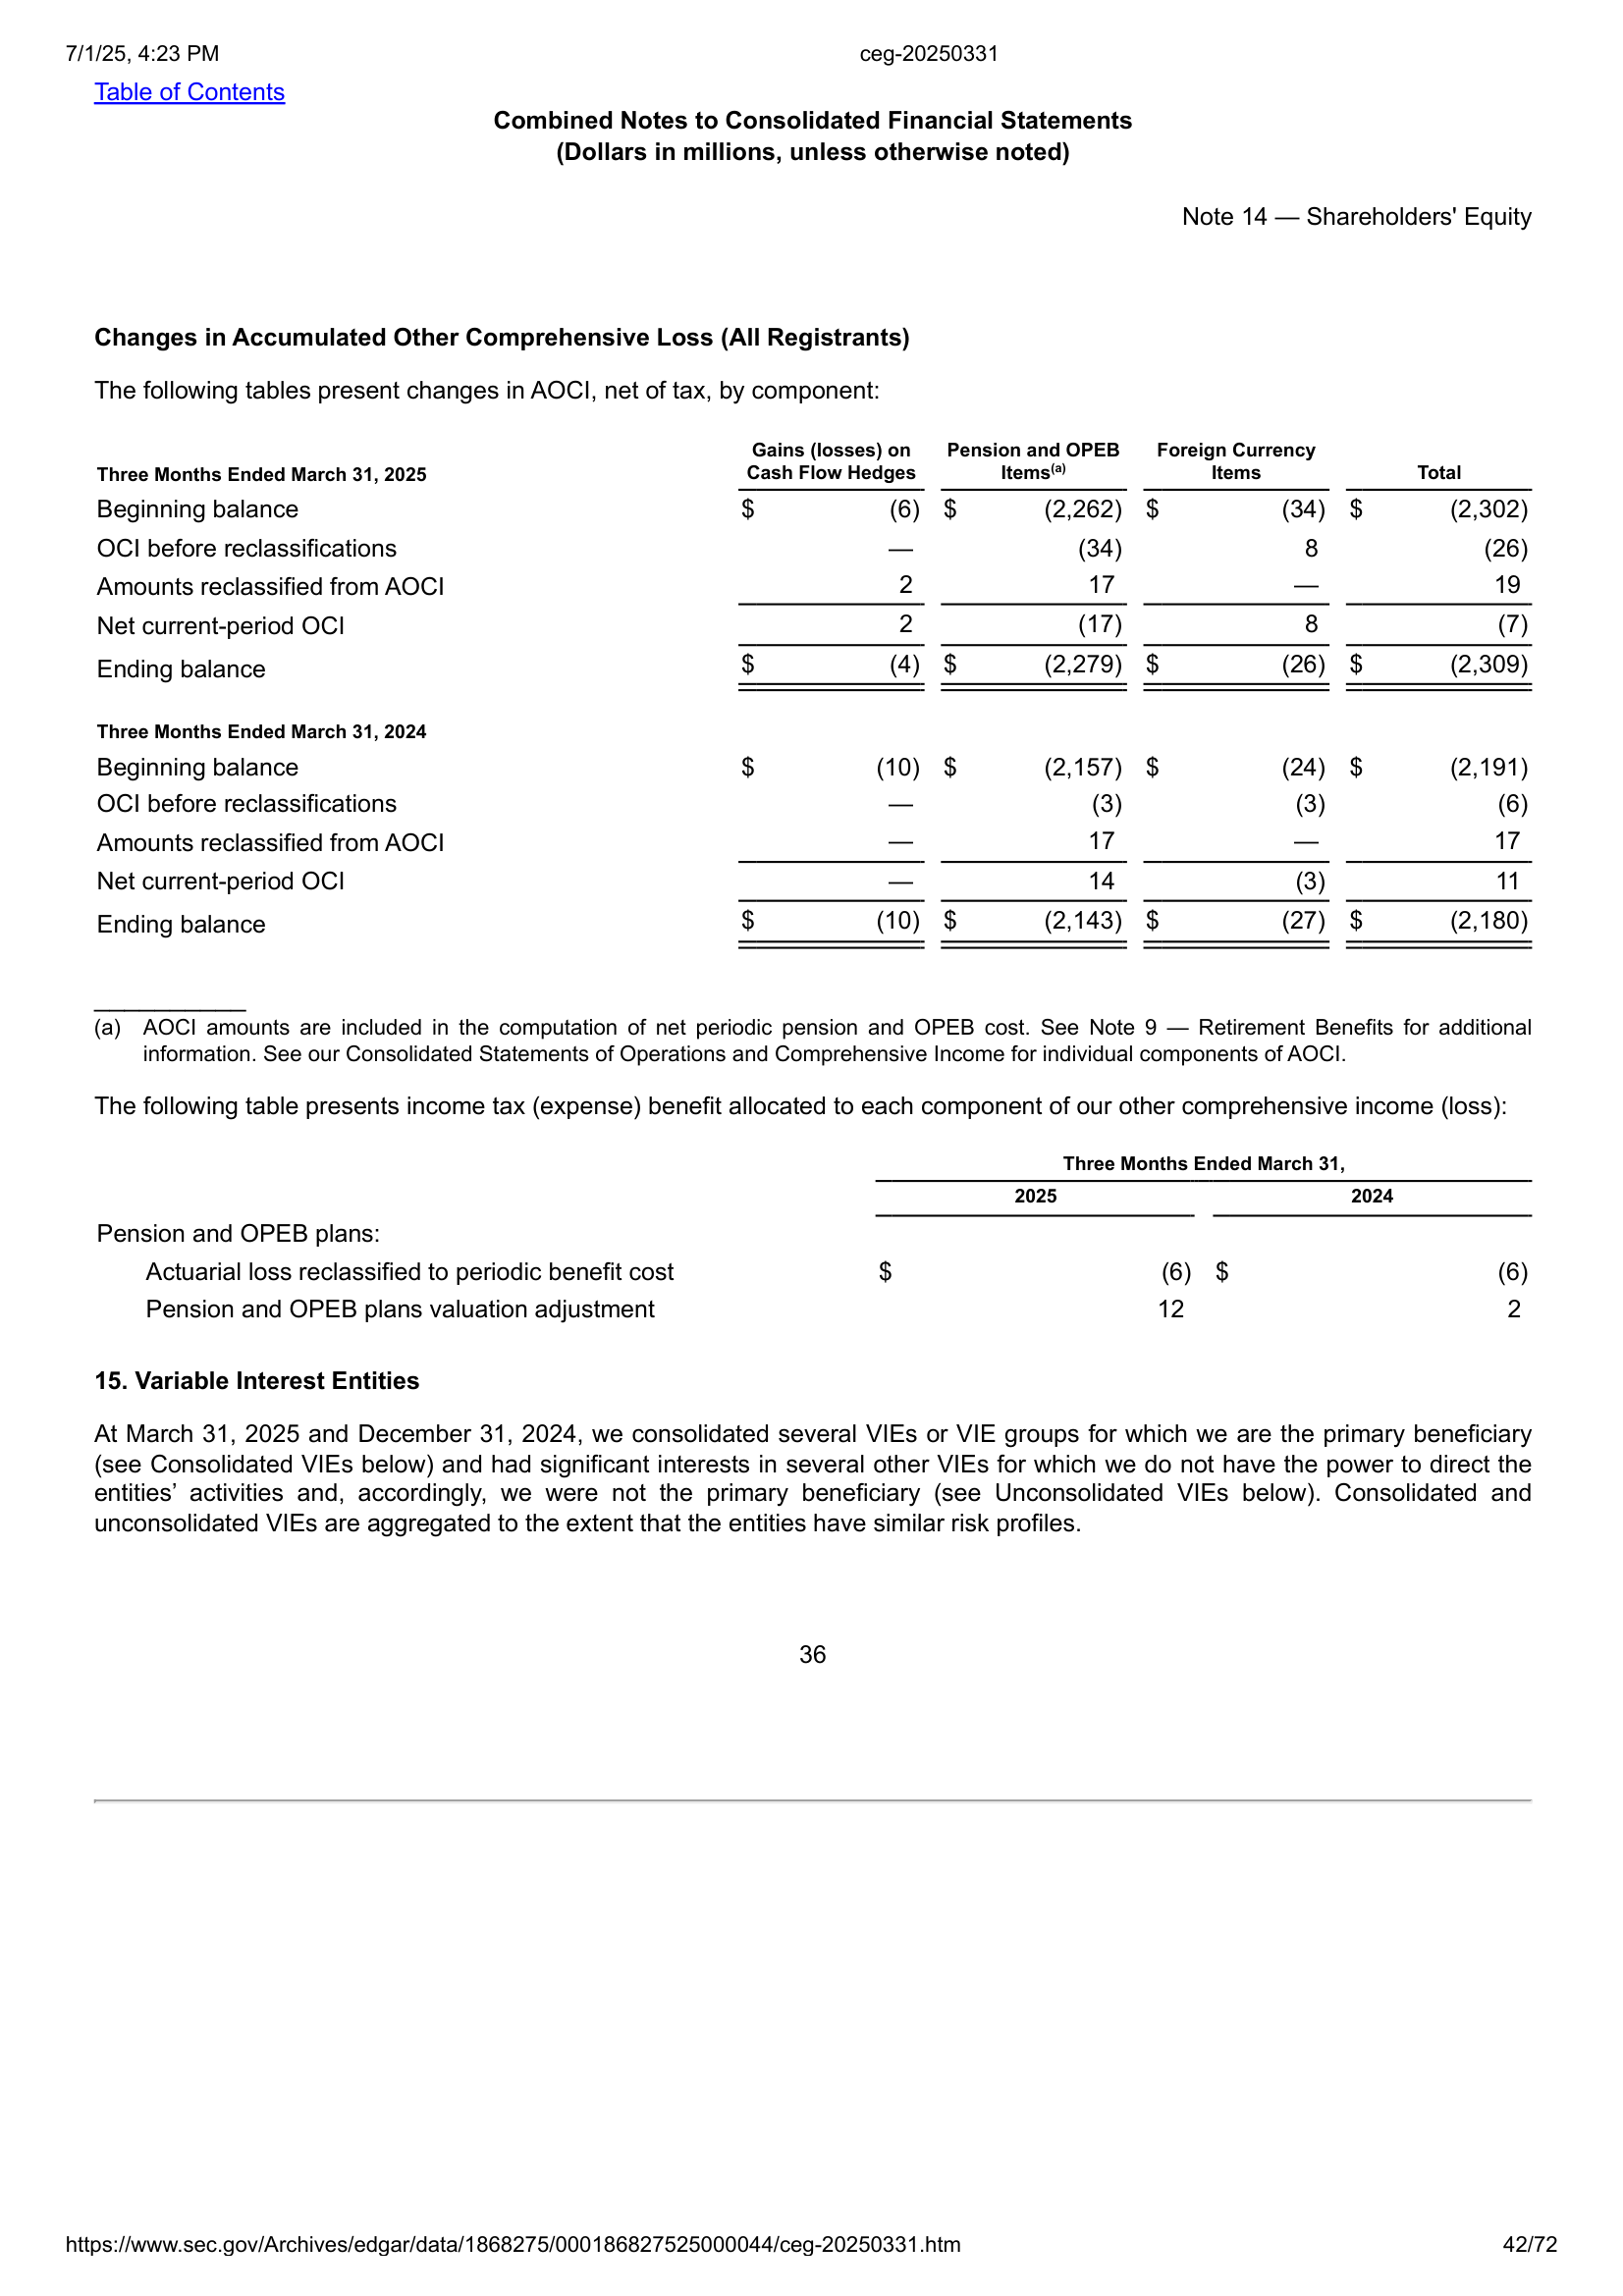 7/1/25, 4:23 PM ceg-20250331
Table of Contents
Combined Notes to Consolidated Financial Statements
(Dollars in millions, unless otherwise noted)
Note 14 — Shareholders' Equity
Changes in Accumulated Other Comprehensive Loss (All Registrants)
The following tables present changes in AOCI, net of tax, by component:
Three Months Ended March 31, 2025 Gains (losses) on Cash Flow Hedges Pension and OPEB Items(a) Foreign Currency Items Total
Beginning balance $ (6) $ (2,262) $ (34) $ (2,302)
OCI before reclassifications — (34) 8 (26)
Amounts reclassified from AOCI 2 17 — 19
Net current-period OCI 2 (17) 8 (7)
Ending balance $ (4) $ (2,279) $ (26) $ (2,309)
Three Months Ended March 31, 2024
Beginning balance $ (10) $ (2,157) $ (24) $ (2,191)
OCI before reclassifications — (3) (3) (6)
Amounts reclassified from AOCI — 17 — 17
Net current-period OCI — 14 (3) 11
Ending balance $ (10) $ (2,143) $ (27) $ (2,180)
(a) AOCI amounts are included in the computation of net periodic pension and OPEB cost. See Note 9 — Retirement Benefits for additional
information. See our Consolidated Statements of Operations and Comprehensive Income for individual components of AOCI.
The following table presents income tax (expense) benefit allocated to each component of our other comprehensive income (loss):
Three Months Ended March 31,
2025 2024
Pension and OPEB plans:
Actuarial loss reclassified to periodic benefit cost $ (6) $ (6)
Pension and OPEB plans valuation adjustment 12 2
15. Variable Interest Entities
At March 31, 2025 and December 31, 2024, we consolidated several VIEs or VIE groups for which we are the primary beneficiary
(see Consolidated VIEs below) and had significant interests in several other VIEs for which we do not have the power to direct the
entities’ activities and, accordingly, we were not the primary beneficiary (see Unconsolidated VIEs below). Consolidated and
unconsolidated VIEs are aggregated to the extent that the entities have similar risk profiles.
36
https://www.sec.gov/Archives/edgar/data/1868275/000186827525000044/ceg-20250331.htm 42/72